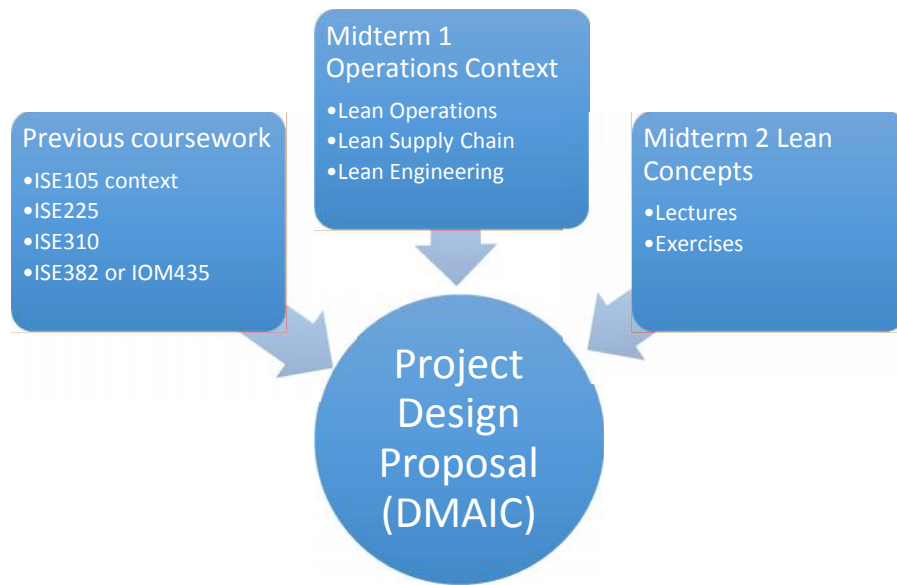 Previous coursework
•ISE105 context
•ISE225
•ISE310
•ISE382 or IOM435
Midterm 1
Operations Context
•Lean Operations
•Lean Supply Chain
•Lean Engineering
Midterm 2 Lean
Concepts
•Lectures
•Exercises
Project
Design
Proposal
(DMAIC)